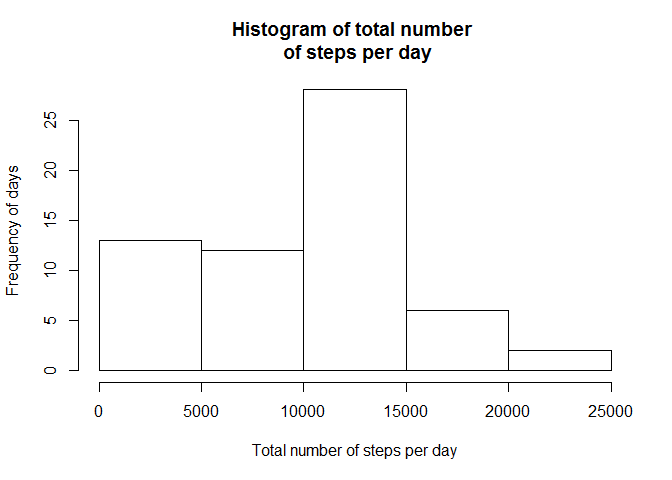 Histogram of total number
of steps per day
Frequency of days
25
20
15
10
5
0
0 5000 10000 15000 20000 25000
Total number of steps per day